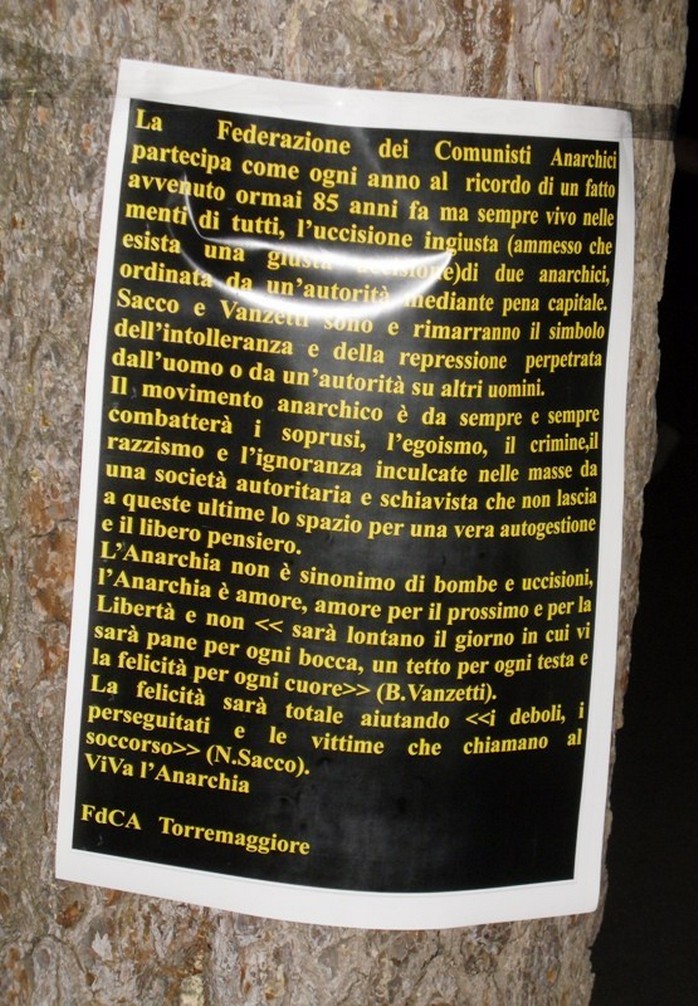 La Federazione dei Comunisti Anarchici
partecipa come ogni anno al ricordo di un fatto
avvenuto ormai 85 anni fa ma sempre vivo nelle
menti di tutti, l'uccisione ingiusta (ammesso che
esista una giusta uccisione)di due anarchici,
ordinata da un'autorità mediante pena capitale.
Sacco e Vanzetti sono e rimarranno il simbolo
dell'intolleranza e della repressione perpetrata
dall'uomo o da un'autorità su altri uomini.
Il movimento anarchico è da sempre e sempre
combatterà i soprusi, l'egoismo, il crimine,il
razzismo e l'ignoranza inculcate nelle masse da
una società autoritaria e schiavista che non lascia
a queste ultime lo spazio per una vera autogestione
e il libero pensiero.
L'Anarchia non è sinonimo di bombe e uccisioni,
l'Anarchia è amore, amore per il prossimo e per la
Libertà e non << sarà lontano il giorno in cui vi
sarà pane per ogni bocca, un tetto per ogni testa e
la felicità per ogni cuore>> (B.Vanzetti).
La felicità sarà totale aiutando <<i deboli, i
perseguitati e le vittime che chiamano al
soccorso>> (N.Sacco).
ViVa l'Anarchia
FdCA Torremaggiore